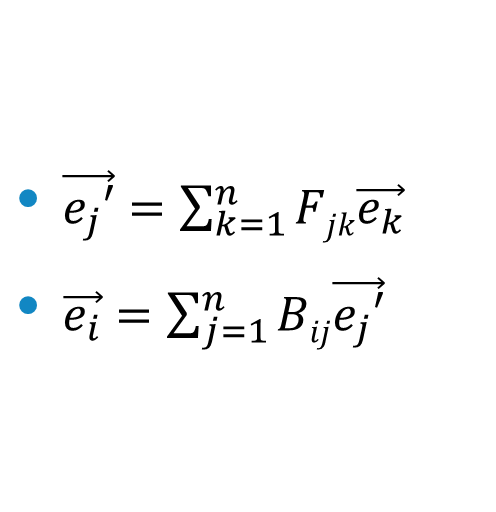 • $\overrightarrow{e_j{}'} = \sum_{k=1}^{n} F_{jk} \overrightarrow{e_k}$
• $\overrightarrow{e_i} = \sum_{j=1}^{n} B_{ij} \overrightarrow{e_j{}'}$